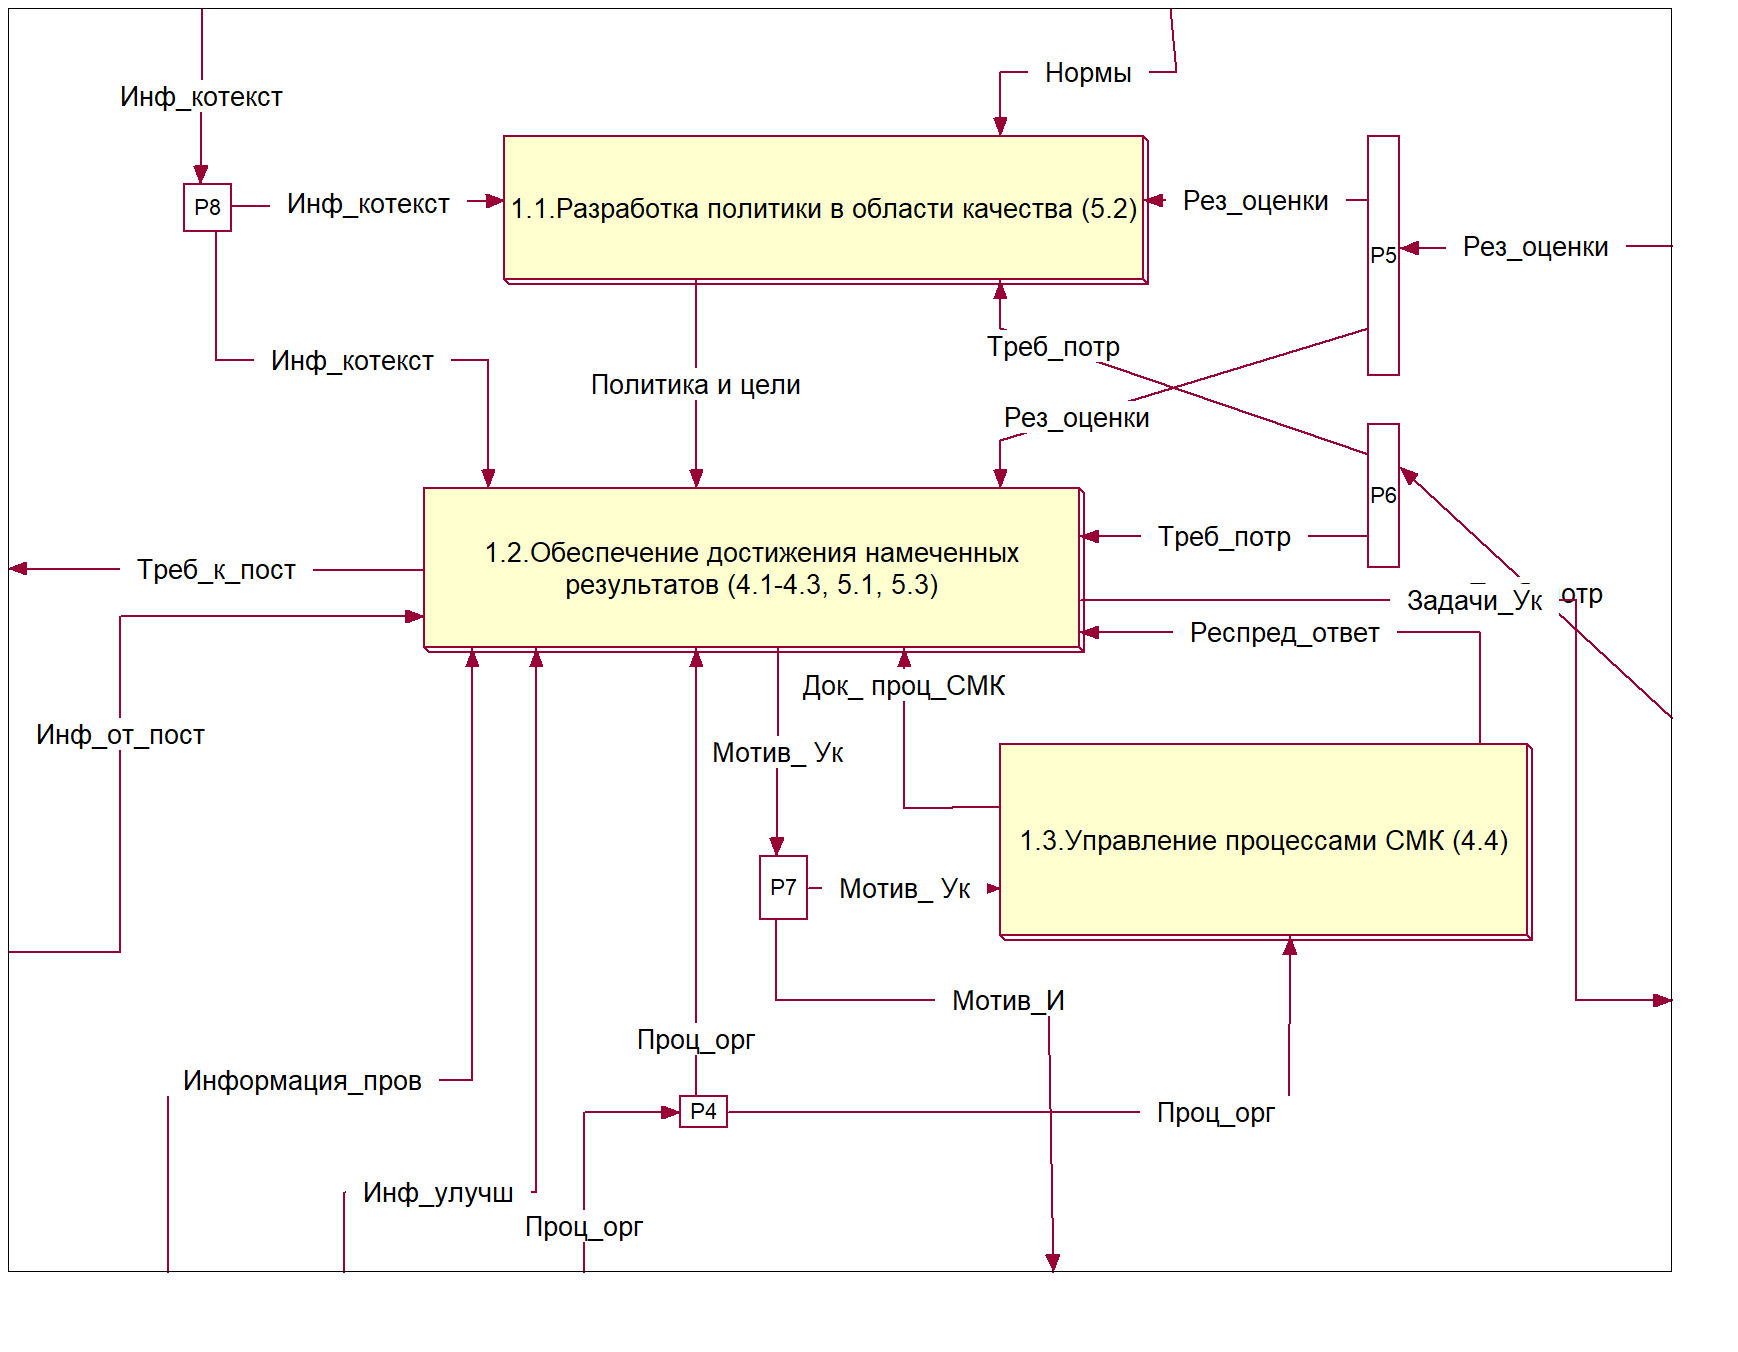 Нормы
Инф_котекст
P8
Инф_котекст
1.1.Разработка политики в области качества (5.2)
Рез_оценки
P5
Рез_оценки
Треб_потр
Инф_котекст
Политика и цели
Рез_оценки
P6
Треб_потр
1.2.Обеспечение достижения намеченных
результатов (4.1-4.3, 5.1, 5.3)
Треб_к_пост
Задачи_Ук
отр
Респред_ответ
Док_ проц_СМК
Инф_от_пост
Мотив_ Ук
1.3.Управление процессами СМК (4.4)
P7
Мотив_ Ук
Мотив_И
Проц_орг
Информация_пров
P4
Проц_орг
Инф_улучш
Проц_орг